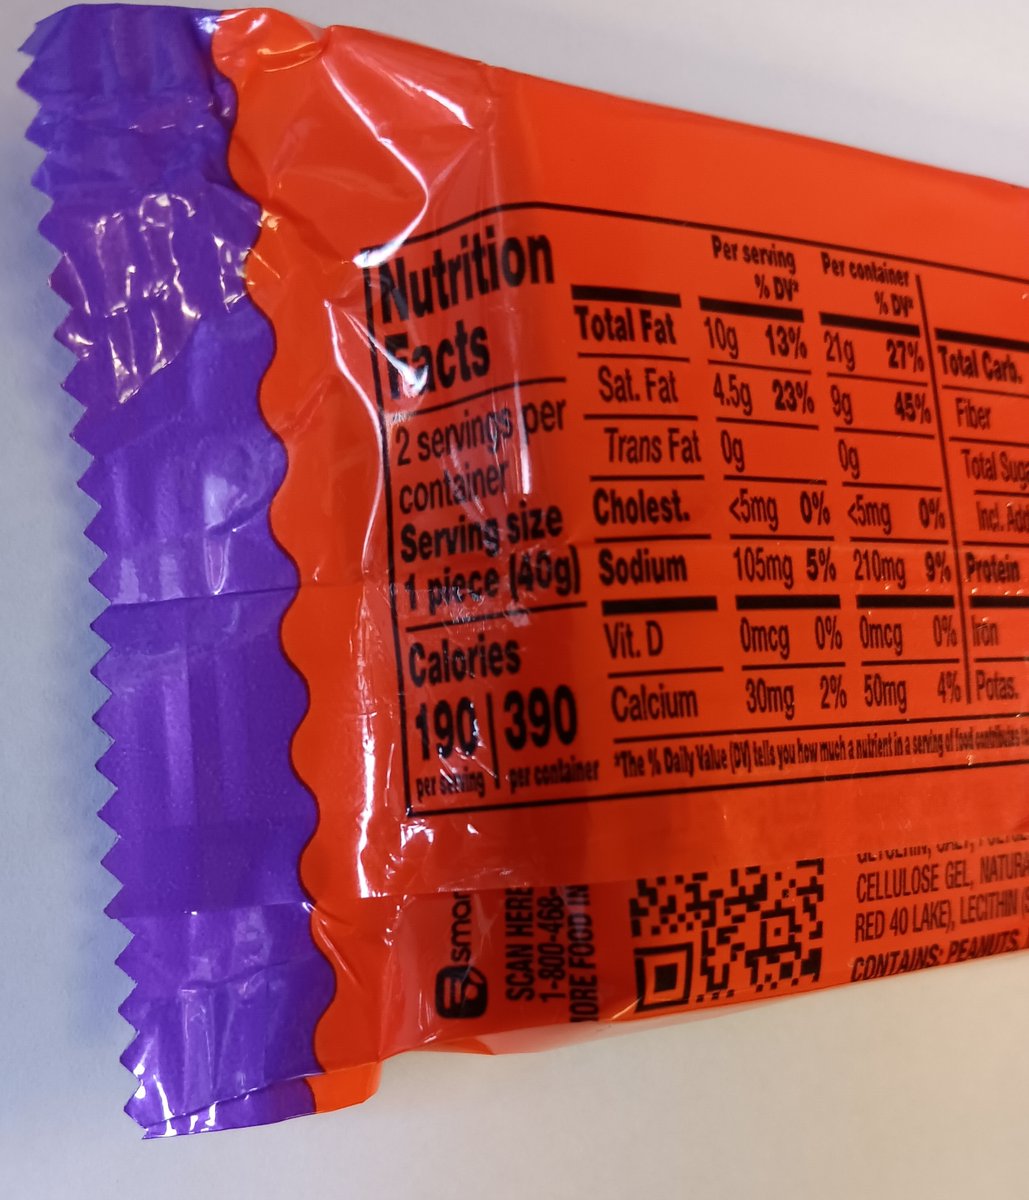 Nutrition
Facts
2 servings per
container
Serving size
1 piece (40g)
Calories
190 | 390
per serving per container
Per serving Per container
% DV* % DV*
Total Fat 10g 13% 21g 27%
Sat. Fat 4.5g 23% 9g 45%
Trans Fat 0g 0g
Cholest. <5mg 0% <5mg 0%
Sodium 105mg 5% 210mg 9%
Vit. D 0mcg 0% 0mcg 0%
Calcium 30mg 2% 50mg 4%
Total Carb.
Fiber
Total
Incl.
Protein
Iron
Potas.
*The % Daily Value (DV) tells you how much a nutrient in a serving of food contributes
SCAN HERE
1-800-468-
FOOD
CELLULOSE GEL,
RED 40 LAKE), LECITHIN
CONTAINS: PEANUTS